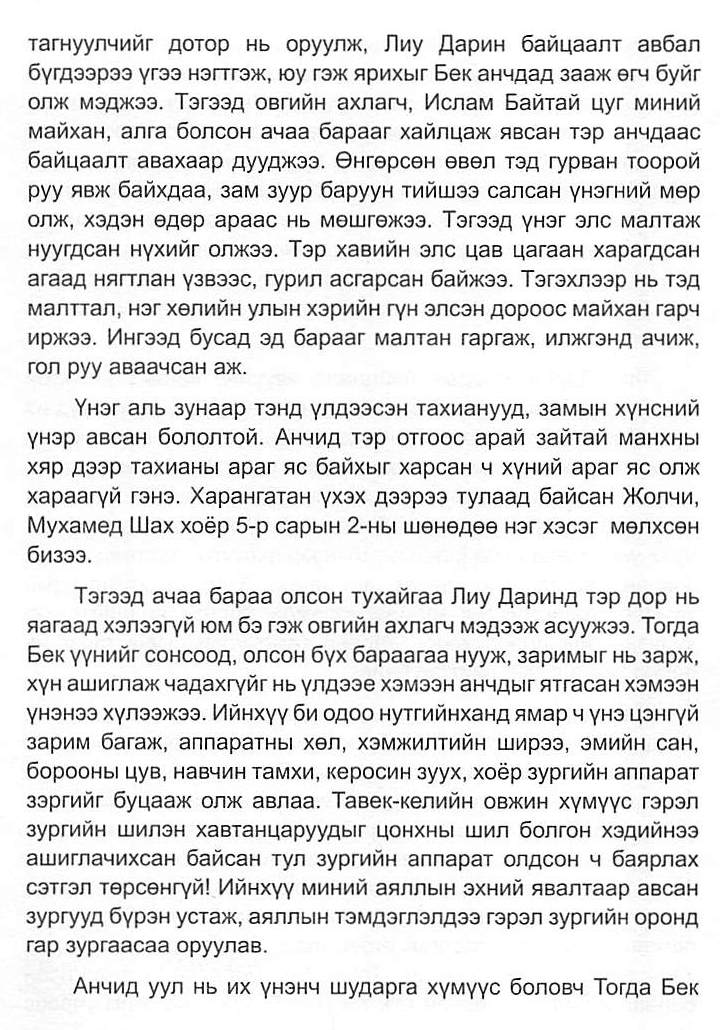 тагнуулчийг дотор нь оруулж, Лиу Дарин байцаалт авбал
бүгдээрээ үгээ нэгтгэж, юу гэж ярихыг Бек анчдад зааж өгч буйг
олж мэджээ. Тэгээд овгийн ахлагч, Ислам Байтай цуг миний
майхан, алга болсон ачаа барааг хайлцаж явсан тэр анчдаас
байцаалт авахаар дууджээ. Өнгөрсөн өвөл тэд гурван тоорой
руу явж байхдаа, зам зуур баруун тийшээ салсан үнэгний мөр
олж, хэдэн өдөр араас нь мөшгөжээ. Тэгээд үнэг элс малтаж
нуугдсан нүхийг олжээ. Тэр хавийн элс цав цагаан харагдсан
агаад нягтлан үзвээс, гурил асгарсан байжээ. Тэгэхлээр нь тэд
малттал, нэг хөлийн улын хэрийн гүн элсэн дороос майхан гарч
иржээ. Ингээд бусад эд барааг малтан гаргаж, илжгэнд ачиж,
гол руу аваачсан аж.
Үнэг аль зунаар тэнд үлдээсэн тахианууд, замын хүнсний
үнэр авсан бололтой. Анчид тэр отгоос арай зайтай манхны
хяр дээр тахианы араг яс байхыг харсан ч хүний араг яс олж
хараагүй гэнэ. Харангатан үхэх дээрээ тулаад байсан Жолчи,
Мухамед Шах хоёр 5-р сарын 2-ны шөнөдөө нэг хэсэг мөлхсөн
бизээ.
Тэгээд ачаа бараа олсон тухайгаа Лиу Даринд тэр дор нь
яагаад хэлээгүй юм бэ гэж овгийн ахлагч мэдээж асуужээ. Тогда
Бек үүнийг сонсоод, олсон бүх бараагаа нууж, заримыг нь зарж,
хүн ашиглаж чадахгүйг нь үлдээе хэмээн анчдыг ятгасан хэмээн
үнэнээ хүлээжээ. Ийнхүү би одоо нутгийнханд ямар ч үнэ цэнгүй
зарим багаж, аппаратны хөл, хэмжилтийн ширээ, эмийн сан,
борооны цув, навчин тамхи, керосин зуух, хоёр зургийн аппарат
зэргийг буцааж олж авлаа. Тавек-келийн овжин хүмүүс гэрэл
зургийн шилэн хавтанцаруудыг цонхны шил болгон хэдийнээ
ашиглачихсан байсан тул зургийн аппарат олдсон ч баярлах
сэтгэл төрсөнгүй! Ийнхүү миний аяллын эхний явалтаар авсан
зургууд бүрэн устаж, аяллын тэмдэглэлдээ гэрэл зургийн оронд
гар зургаасаа оруулав.
Анчид уул нь их үнэнч шударга хүмүүс боловч Тогда Бек